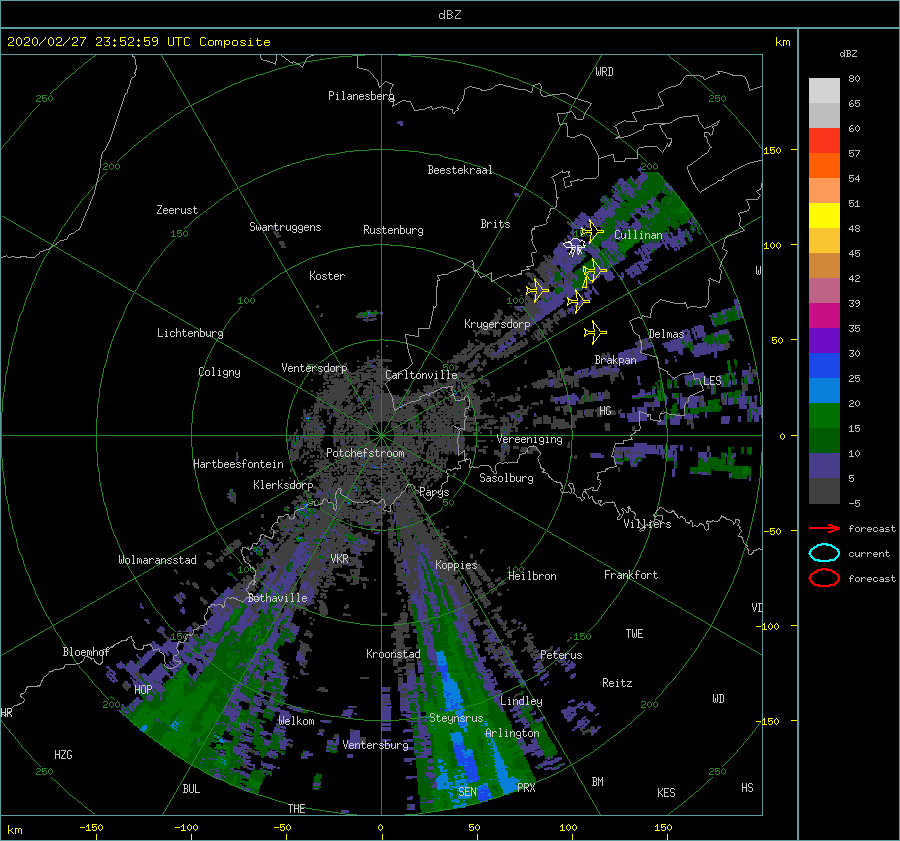 dBZ
2020/02/27 23:52:59 UTC Composite
km
dBZ
WRD
80
250
Pilanesberg
250
65
60
150
57
200
Beestekraal
200
54
Zeerust
51
Swartruggens
Rustenburg
Brits
150
Cullinan
48
100
45
Koster
W
42
100
100
39
Lichtenburg
Krugersdorp
Delmas
35
50
30
Ventersdorp
Carltonville
Brakpan
Coligny
LES
25
HG
20
Vereeniging
0
15
Potchefstroom
10
Hartbeesfontein
Sasolburg
5
Klerksdorp
Parys
50
50
-5
Villiers
forecast
-50
Wolmaransstad
VKR
Koppies
current
100
Heilbron
100
Frankfort
forecast
Bothaville
VD
-100
150
150
TWE
Bloemhof
Kroonstad
Peterus
HOP
Reitz
WD
200
Lindley
200
HR
Welkom
Steynsrus
-150
Arlington
Ventersburg
HZG
250
250
BUL
SEN
PRX
BM
KES
HS
THE
km
-150
-100
-50
0
50
100
150